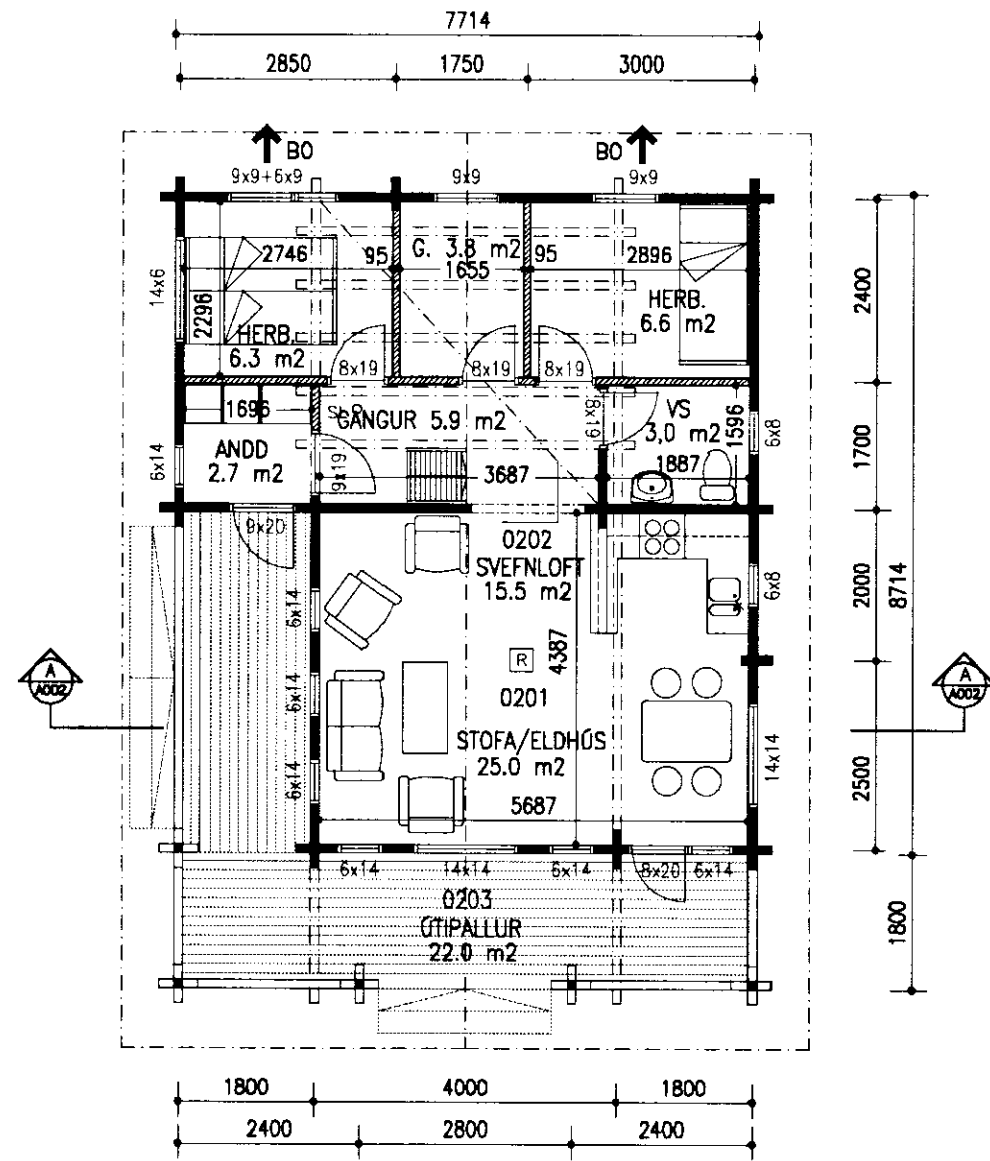 7714
2850 1750 3000
BO BO
9x9+6x9 9x9 9x9
14x6
2746 95 G. 3.8 m2 95 2896
1655
2296
HERB.
6.3 m2
HERB.
6.6 m2
2400
8x19 8x19 8x19
1696
GANGUR 5.9 m2
8x19
VS
3,0 m2
1596
6x8
1700
6x14
ANDD
2.7 m2
9x19
3687
1887
9x20
0202
SVEFNLOFT
15.5 m2
6x14
6x8
2000
8714
4387
R
A
A002
A
A002
0201
6x14
STOFA/ELDHÚS
25.0 m2
6x14
14x14
2500
5687
6x14 14x14 6x14 8x20 6x14
0203
ÚTIPALLUR
22.0 m2
1800
1800 4000 1800
2400 2800 2400